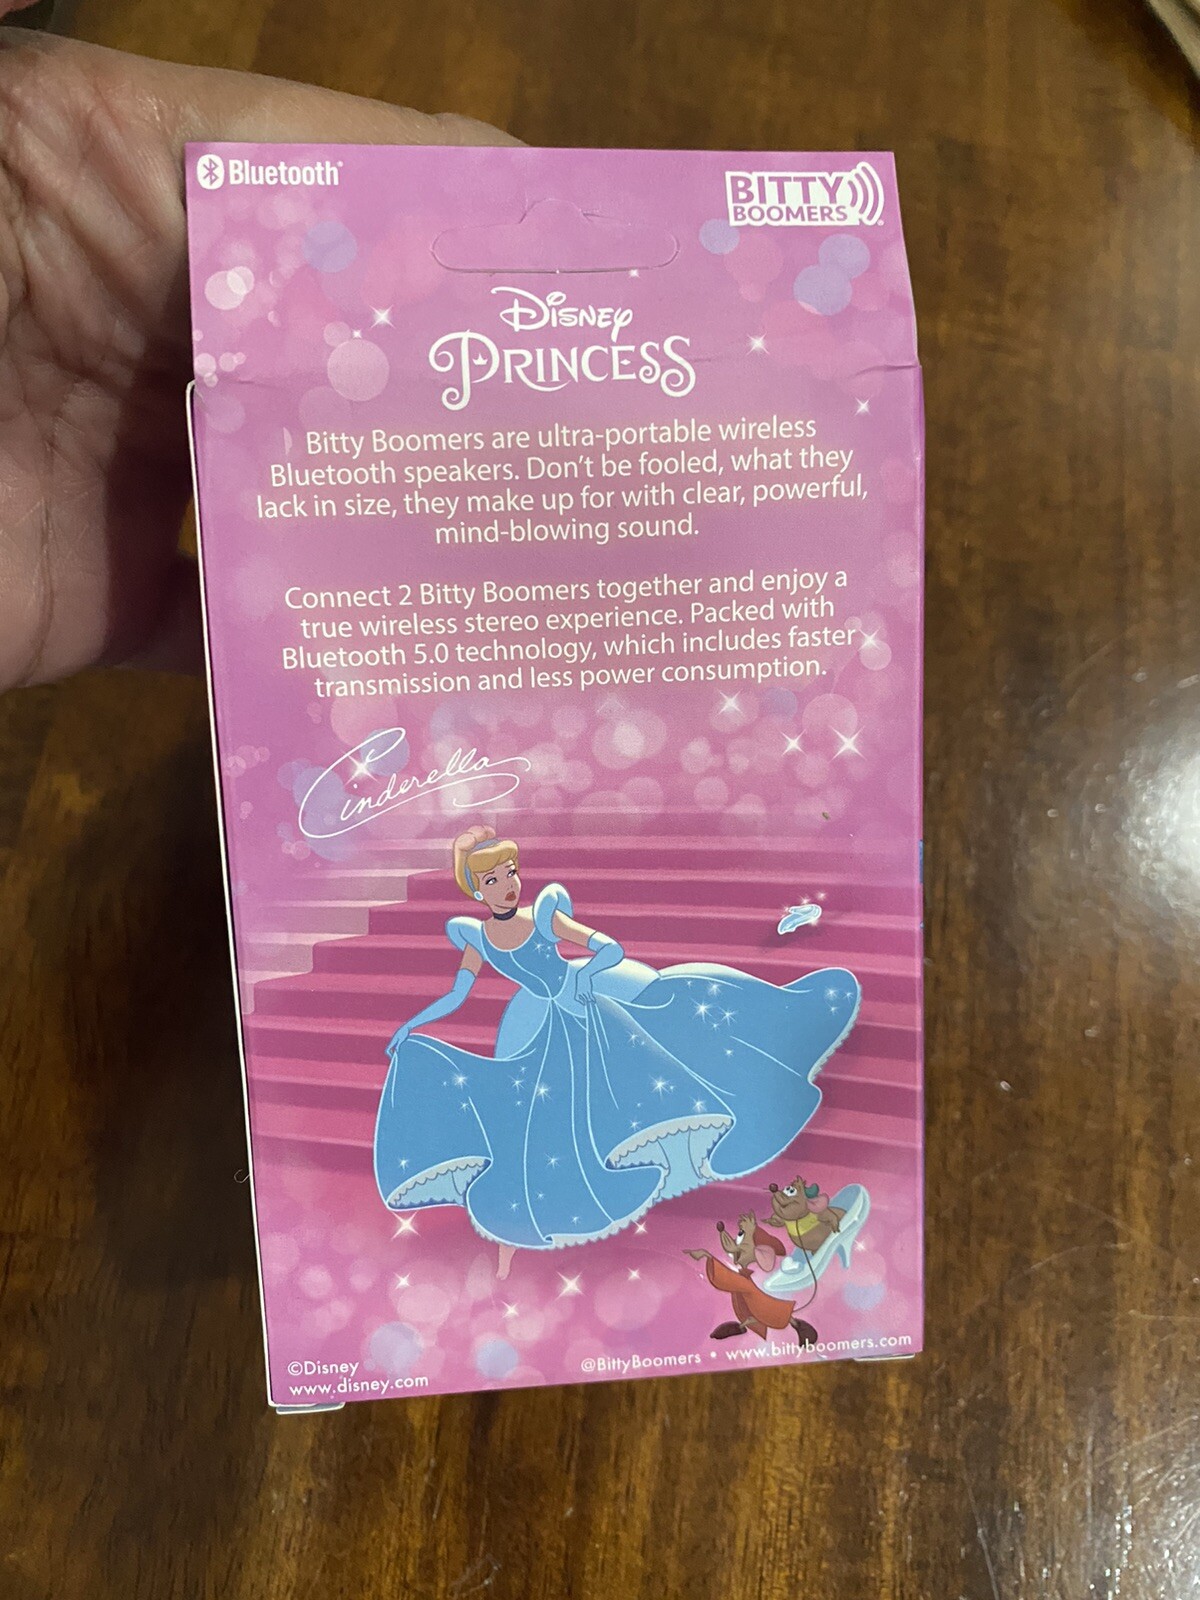 Bluetooth®
BITTY
BOOMERS®
Disney
PRINCESS
Bitty Boomers are ultra-portable wireless
Bluetooth speakers. Don't be fooled, what they
lack in size, they make up for with clear, powerful,
mind-blowing sound.
Connect 2 Bitty Boomers together and enjoy a
true wireless stereo experience. Packed with
Bluetooth 5.0 technology, which includes faster
transmission and less power consumption.
Cinderella
©Disney
www.disney.com
@BittyBoomers • www.bittyboomers.com